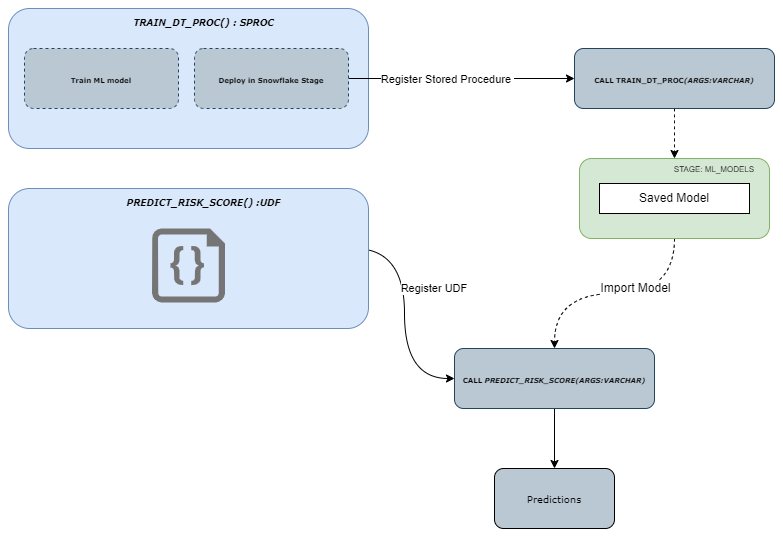 TRAIN_DT_PROC() : SPROC
Train ML model
Deploy in Snowflake Stage
Register Stored Procedure
CALL TRAIN_DT_PROC(ARGS:VARCHAR)
STAGE: ML_MODELS
Saved Model
PREDICT_RISK_SCORE() :UDF
{}
Register UDF
Import Model
CALL PREDICT_RISK_SCORE(ARGS:VARCHAR)
Predictions